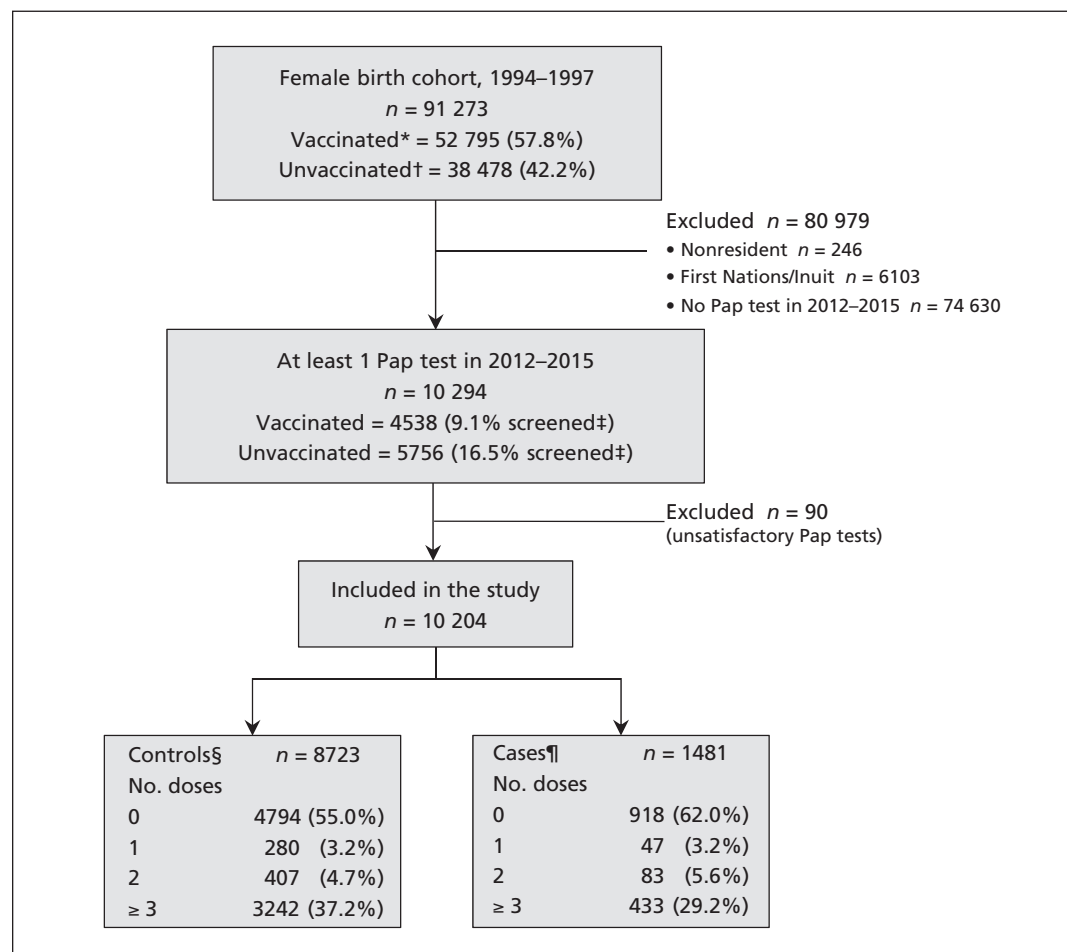 Female birth cohort, 1994–1997
n = 91 273
Vaccinated* = 52 795 (57.8%)
Unvaccinated† = 38 478 (42.2%)
Excluded n = 80 979
• Nonresident n = 246
• First Nations/Inuit n = 6103
• No Pap test in 2012–2015 n = 74 630
At least 1 Pap test in 2012–2015
n = 10 294
Vaccinated = 4538 (9.1% screened‡)
Unvaccinated = 5756 (16.5% screened‡)
Excluded n = 90
(unsatisfactory Pap tests)
Included in the study
n = 10 204
Controls§ n = 8723
No. doses
0 4794 (55.0%)
1 280 (3.2%)
2 407 (4.7%)
≥ 3 3242 (37.2%)
Cases¶ n = 1481
No. doses
0 918 (62.0%)
1 47 (3.2%)
2 83 (5.6%)
≥ 3 433 (29.2%)